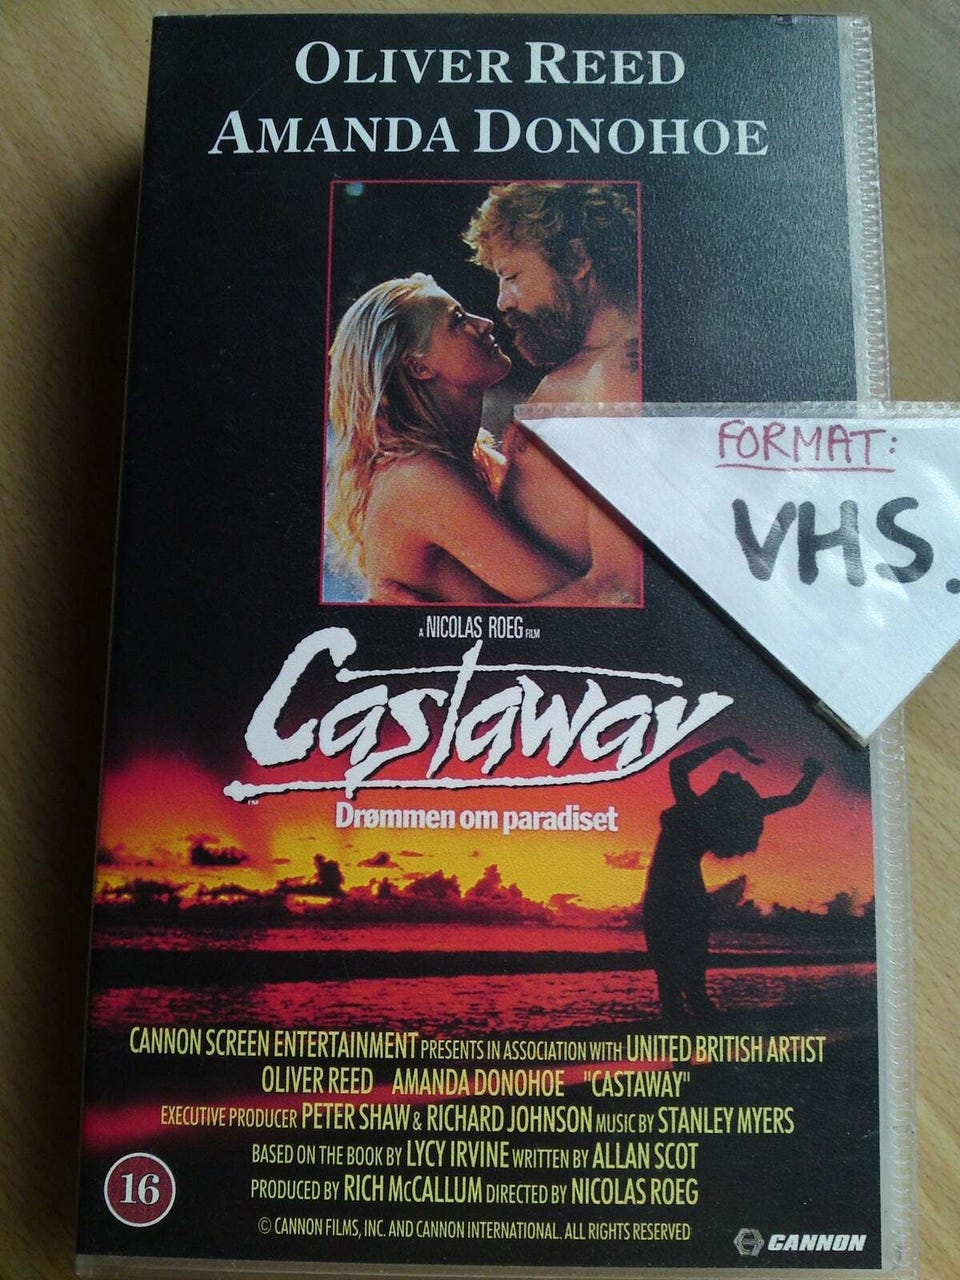 OLIVER REED
AMANDA DONOHOE
FORMAT:
VHS.
A NICOLAS ROEG FILM
Castaway
TM
Drømmen om paradiset
CANNON SCREEN ENTERTAINMENT PRESENTS IN ASSOCIATION WITH UNITED BRITISH ARTIST
OLIVER REED AMANDA DONOHOE "CASTAWAY"
EXECUTIVE PRODUCER PETER SHAW & RICHARD JOHNSON MUSIC BY STANLEY MYERS
BASED ON THE BOOK BY LYCY IRVINE WRITTEN BY ALLAN SCOT
PRODUCED BY RICH McCALLUM DIRECTED BY NICOLAS ROEG
16
© CANNON FILMS, INC. AND CANNON INTERNATIONAL. ALL RIGHTS RESERVED
CANNON